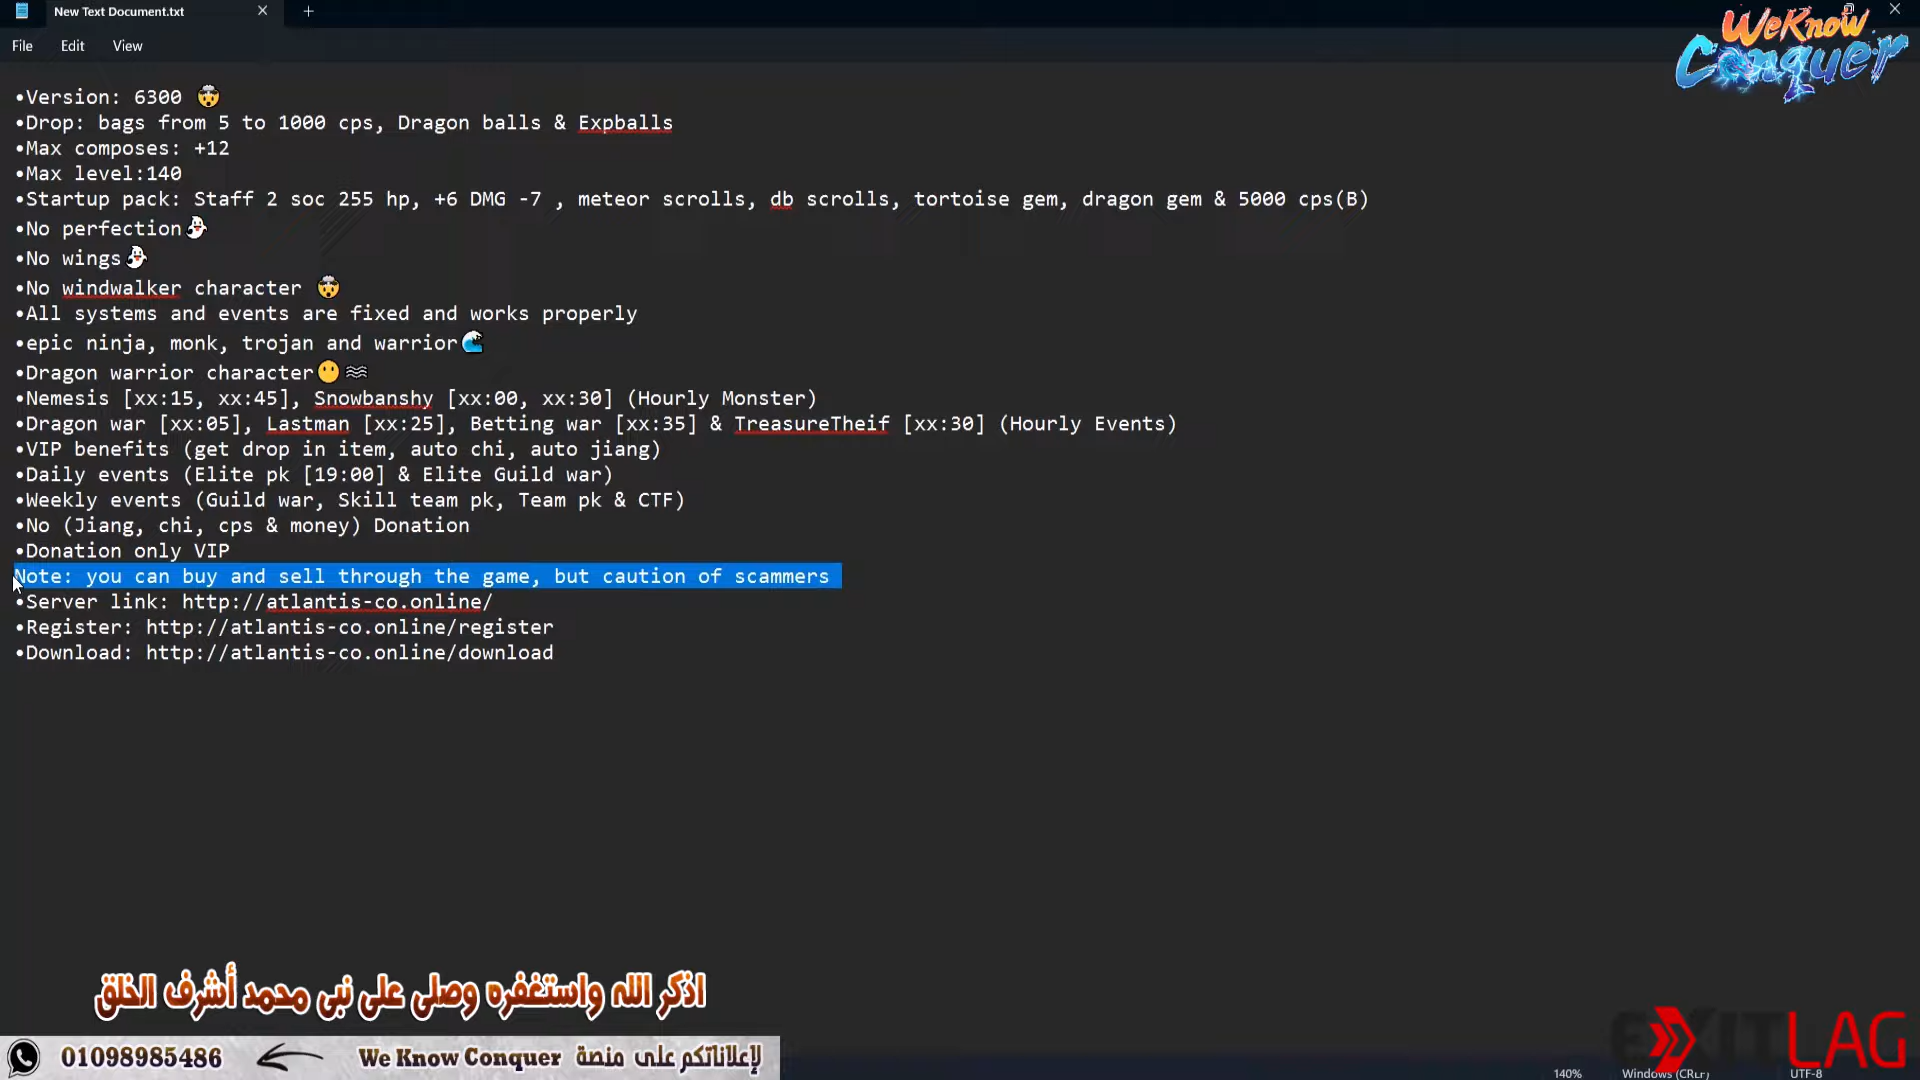 New Text Document.txt
WeKnow
Conquer
File Edit View
•Version: 6300 🤯
•Drop: bags from 5 to 1000 cps, Dragon balls & Expballs
•Max composes: +12
•Max level:140
•Startup pack: Staff 2 soc 255 hp, +6 DMG -7 , meteor scrolls, db scrolls, tortoise gem, dragon gem & 5000 cps(B)
•No perfection👻
•No wings👻
•No windwalker character 🤯
•All systems and events are fixed and works properly
•epic ninja, monk, trojan and warrior🌊
•Dragon warrior character😶🌫
•Nemesis [xx:15, xx:45], Snowbanshy [xx:00, xx:30] (Hourly Monster)
•Dragon war [xx:05], Lastman [xx:25], Betting war [xx:35] & TreasureTheif [xx:30] (Hourly Events)
•VIP benefits (get drop in item, auto chi, auto jiang)
•Daily events (Elite pk [19:00] & Elite Guild war)
•Weekly events (Guild war, Skill team pk, Team pk & CTF)
•No (Jiang, chi, cps & money) Donation
•Donation only VIP
Note: you can buy and sell through the game, but caution of scammers
•Server link: http://atlantis-co.online/
•Register: http://atlantis-co.online/register
•Download: http://atlantis-co.online/download
اذكر الله واستغفره وصلى على نبى محمد أشرف الخلق
لإعلاناتكم على منصة We Know Conquer 01098985486
EXITLAG
140% Windows (CRLF) UTF-8